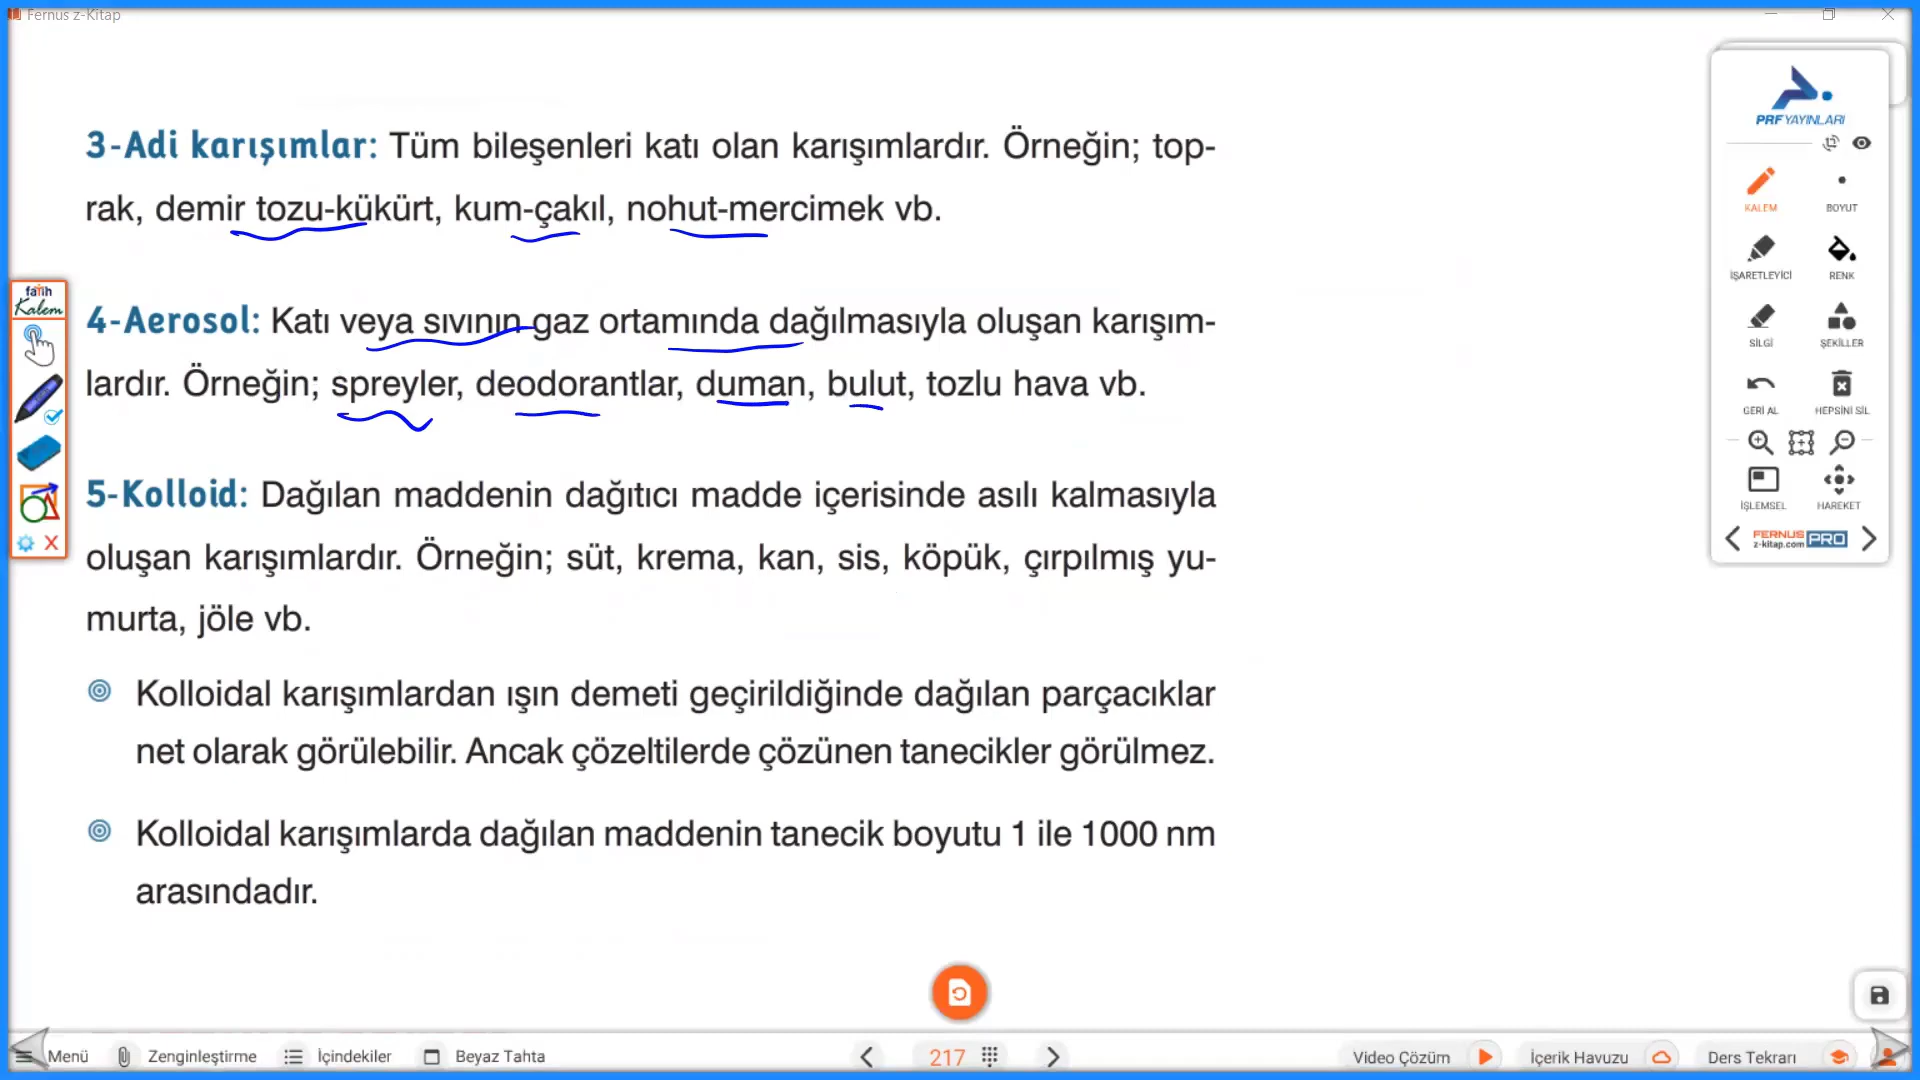 Fernus z-Kitap
3-Adi karışımlar: Tüm bileşenleri katı olan karışımlardır. Örneğin; top-
rak, demir tozu-kükürt, kum-çakıl, nohut-mercimek vb.
4-Aerosol: Katı veya sıvının gaz ortamında dağılmasıyla oluşan karışım-
lardır. Örneğin; spreyler, deodorantlar, duman, bulut, tozlu hava vb.
5-Kolloid: Dağılan maddenin dağıtıcı madde içerisinde asılı kalmasıyla
oluşan karışımlardır. Örneğin; süt, krema, kan, sis, köpük, çırpılmış yu-
murta, jöle vb.
Kolloidal karışımlardan ışın demeti geçirildiğinde dağılan parçacıklar
net olarak görülebilir. Ancak çözeltilerde çözünen tanecikler görülmez.
Kolloidal karışımlarda dağılan maddenin tanecik boyutu 1 ile 1000 nm
arasındadır.
fatih
Kalem
PRF YAYINLARI
KALEM BOYUT
İŞARETLEYİCİ RENK
SİLGİ ŞEKİLLER
GERİ AL HEPSİNİ SİL
İŞLEMSEL HAREKET
FERNUS
z-kitap.com PRO
Menü Zenginleştirme İçindekiler Beyaz Tahta 217 Video Çözüm İçerik Havuzu Ders Tekrarı